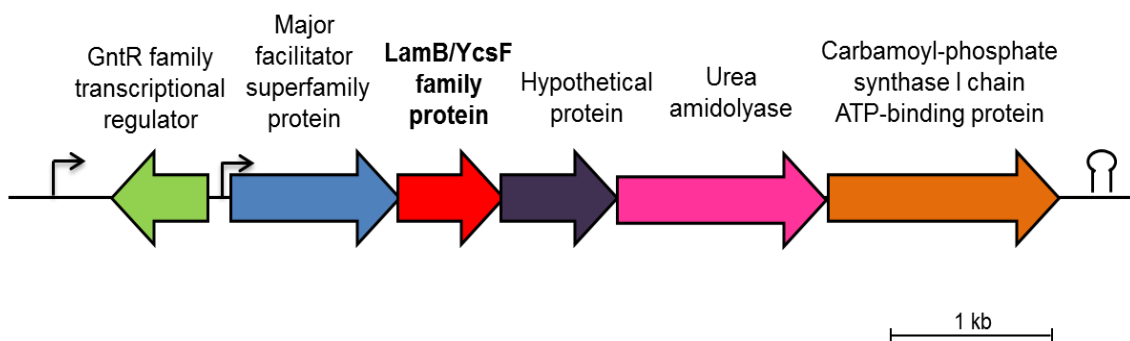 GntR family
transcriptional
regulator
Major
facilitator
superfamily
protein
LamB/YcsF
family
protein
Hypothetical
protein
Urea
amidolyase
Carbamoyl-phosphate
synthase I chain
ATP-binding protein
1 kb